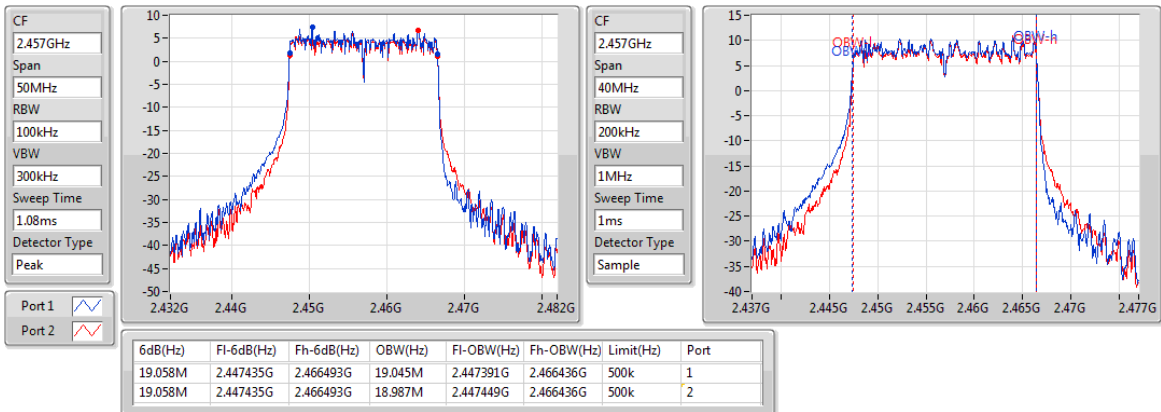 CF
2.457GHz
Span
50MHz
RBW
100kHz
VBW
300kHz
Sweep Time
1.08ms
Detector Type
Peak
Port 1
Port 2
10
5
0
-5
-10
-15
-20
-25
-30
-35
-40
-45
-50
2.432G 2.44G 2.45G 2.46G 2.47G 2.482G
CF
2.457GHz
Span
40MHz
RBW
200kHz
VBW
1MHz
Sweep Time
1ms
Detector Type
Sample
15
10
5
0
-5
-10
-15
-20
-25
-30
-35
-40
OBW-h
2.437G 2.445G 2.45G 2.455G 2.46G 2.465G 2.47G 2.477G
6dB(Hz) Fl-6dB(Hz) Fh-6dB(Hz) OBW(Hz) Fl-OBW(Hz) Fh-OBW(Hz) Limit(Hz) Port
19.058M 2.447435G 2.466493G 19.045M 2.447391G 2.466436G 500k 1
19.058M 2.447435G 2.466493G 18.987M 2.447449G 2.466436G 500k 2